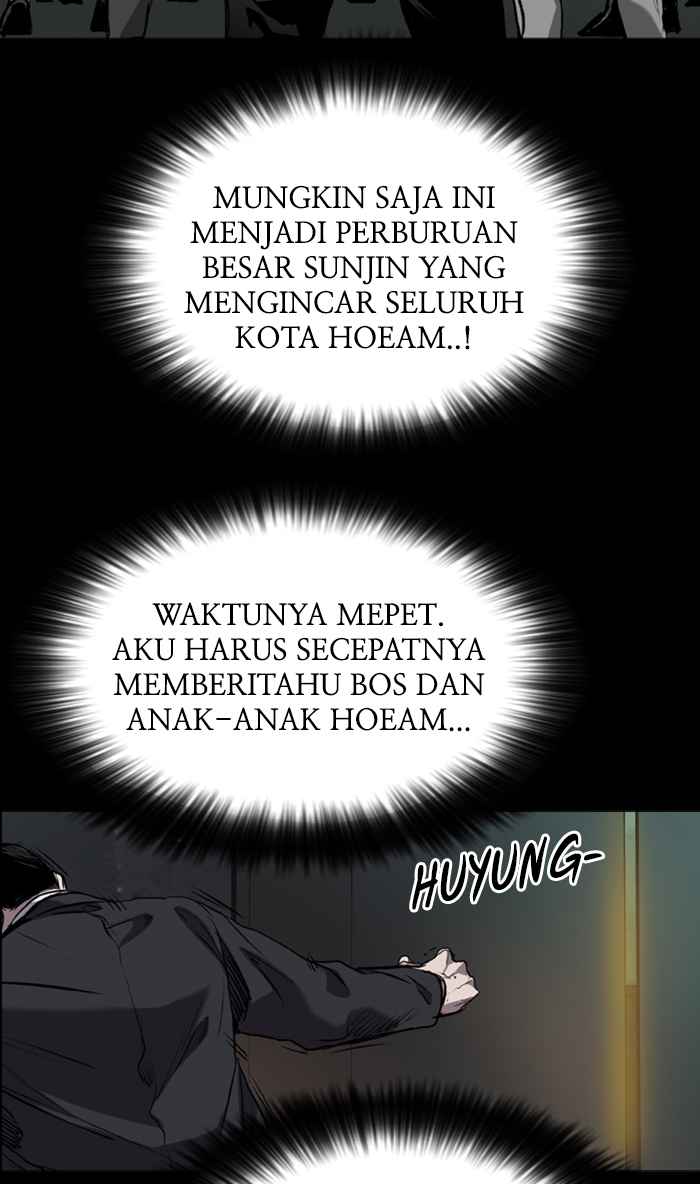 MUNGKIN SAJA INI
MENJADI PERBURUAN
BESAR SUNJIN YANG
MENGINCAR SELURUH
KOTA HOEAM..!
WAKTUNYA MEPET.
AKU HARUS SECEPATNYA
MEMBERITAHU BOS DAN
ANAK-ANAK HOEAM...
HUYUNG-